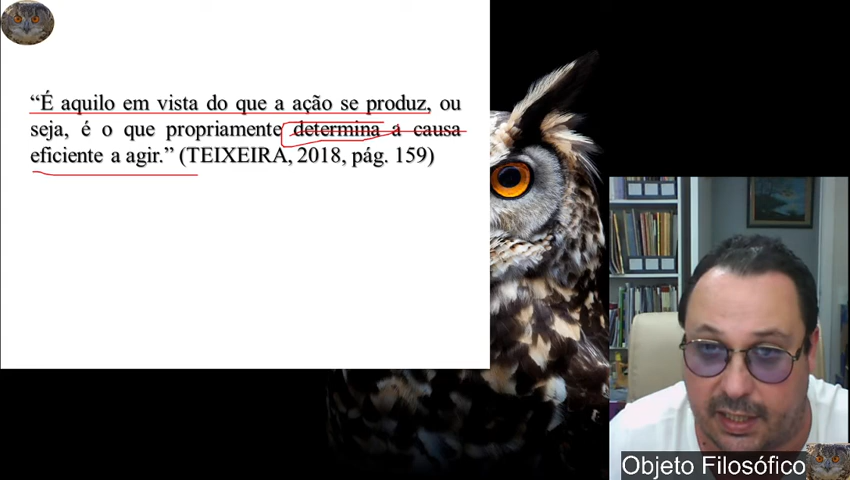 “É aquilo em vista do que a ação se produz, ou
seja, é o que propriamente determina a causa
eficiente a agir.” (TEIXEIRA, 2018, pág. 159)
Objeto Filosófico